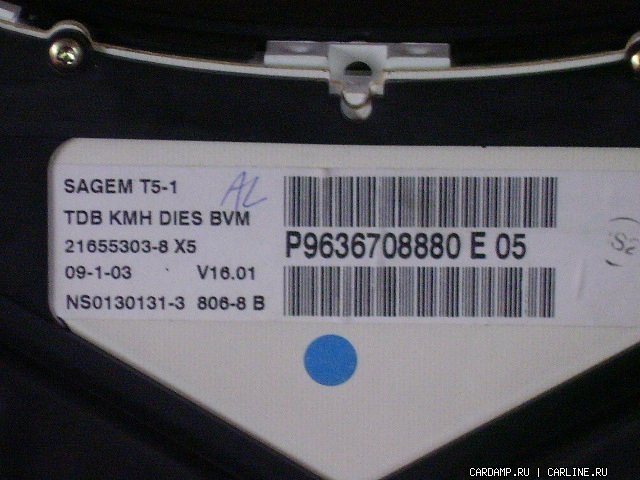 SAGEM T5-1
AL
TDB KMH DIES BVM
21655303-8 X5
P9636708880 E 05
09-1-03 V16.01
NS0130131-3 806-8 B
S2
CARDAMP.RU | CARLINE.RU